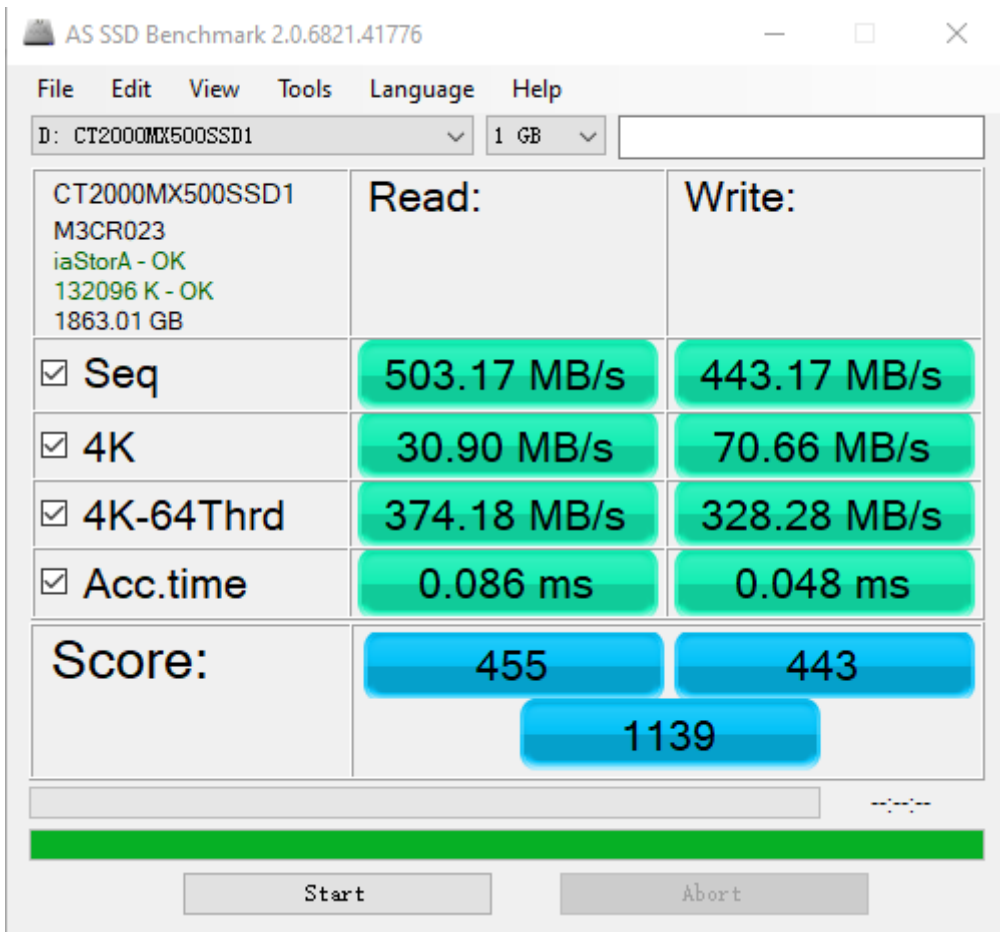 AS SSD Benchmark 2.0.6821.41776
File Edit View Tools Language Help
D: CT2000MX500SSD1 1 GB
CT2000MX500SSD1
M3CR023
iaStorA - OK
132096 K - OK
1863.01 GB
Read: Write:
Seq 503.17 MB/s 443.17 MB/s
4K 30.90 MB/s 70.66 MB/s
4K-64Thrd 374.18 MB/s 328.28 MB/s
Acc.time 0.086 ms 0.048 ms
Score: 455 443
1139
--:--:--
Start Abort